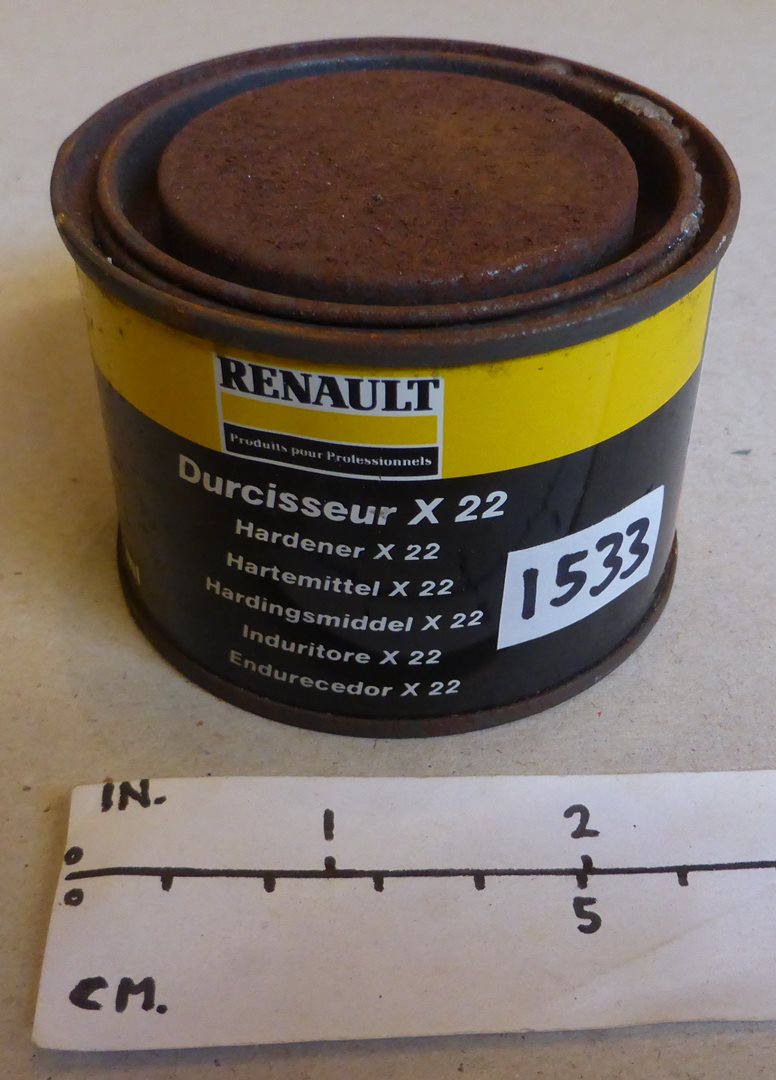 RENAULT
Produits pour Professionnels
Durcisseur X 22
Hardener X 22
Hartemittel X 22
Hardingsmiddel X 22
Induritore X 22
Endurecedor X 22
1533
IN.
1 2
0
0
5
CM.